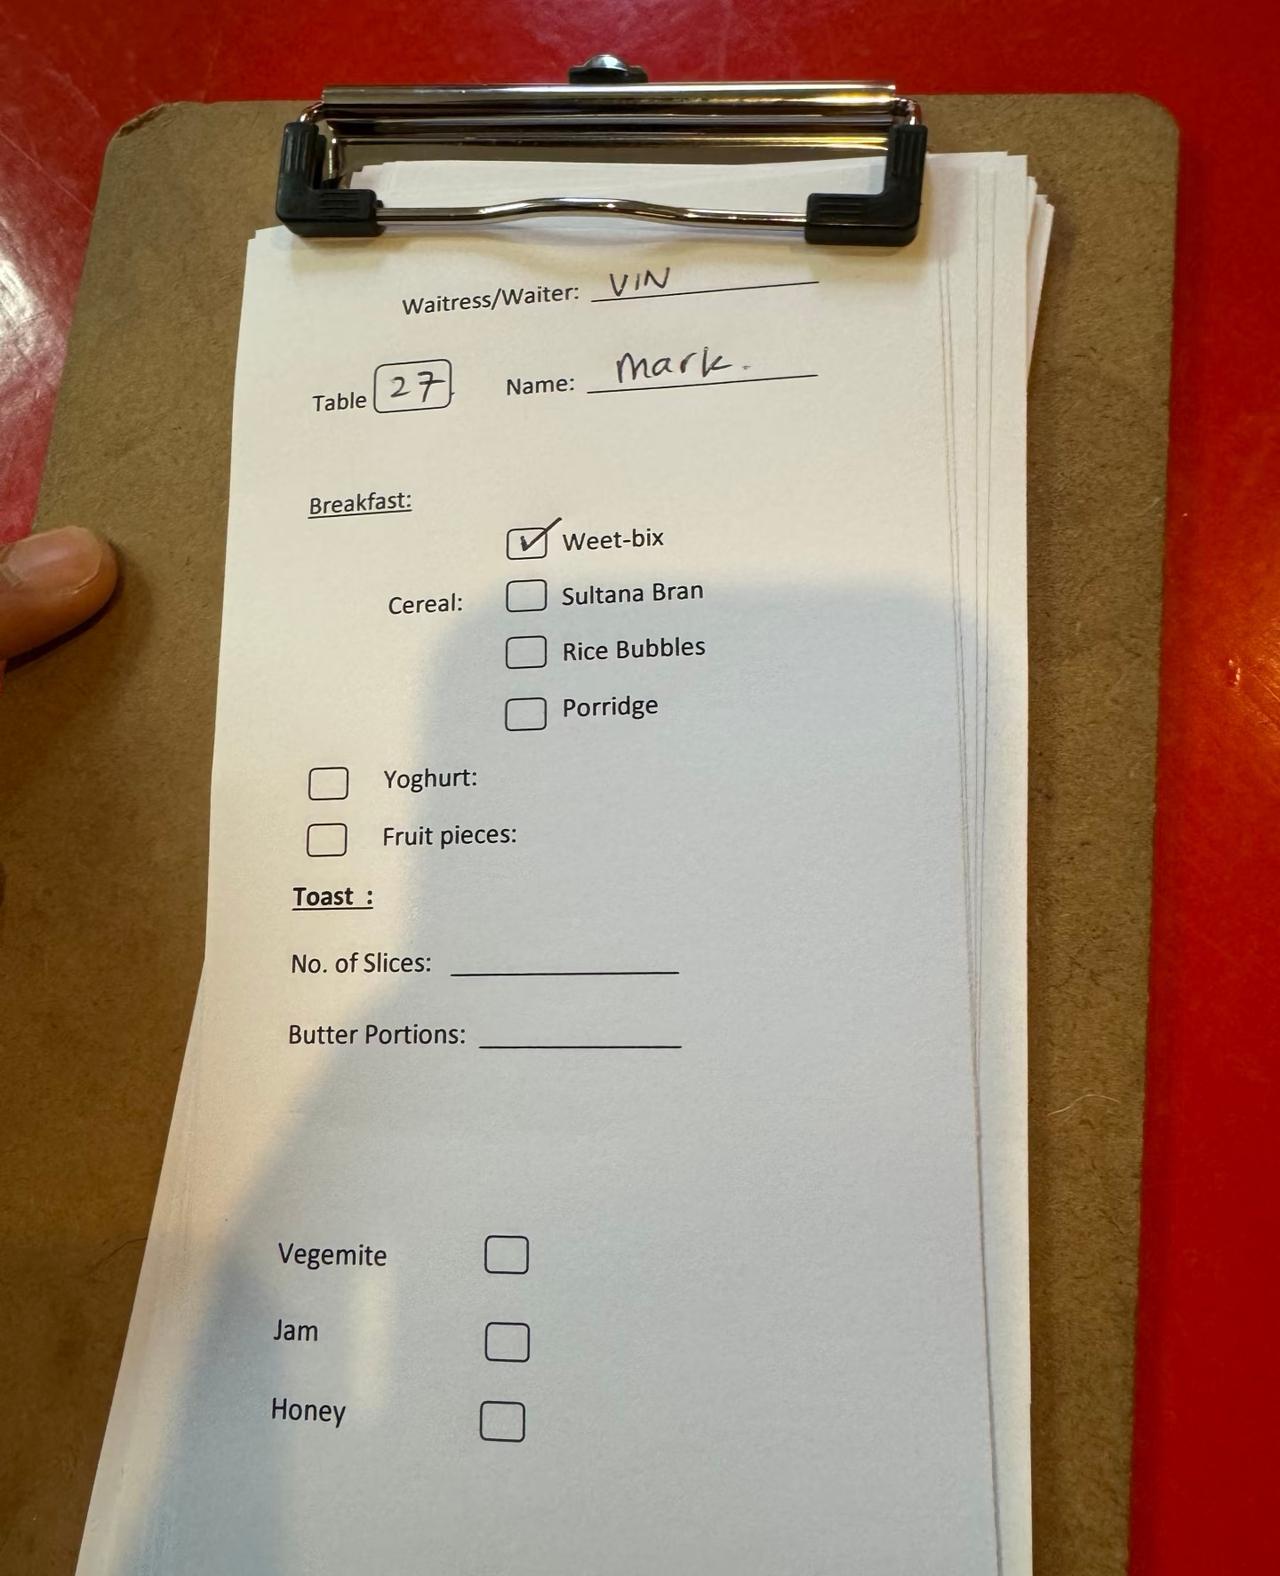 Waitress/Waiter: VIN
Table 27 Name: Mark.
Breakfast:
Weet-bix
Cereal:
Sultana Bran
Rice Bubbles
Porridge
Yoghurt:
Fruit pieces:
Toast :
No. of Slices:
Butter Portions:
Vegemite
Jam
Honey